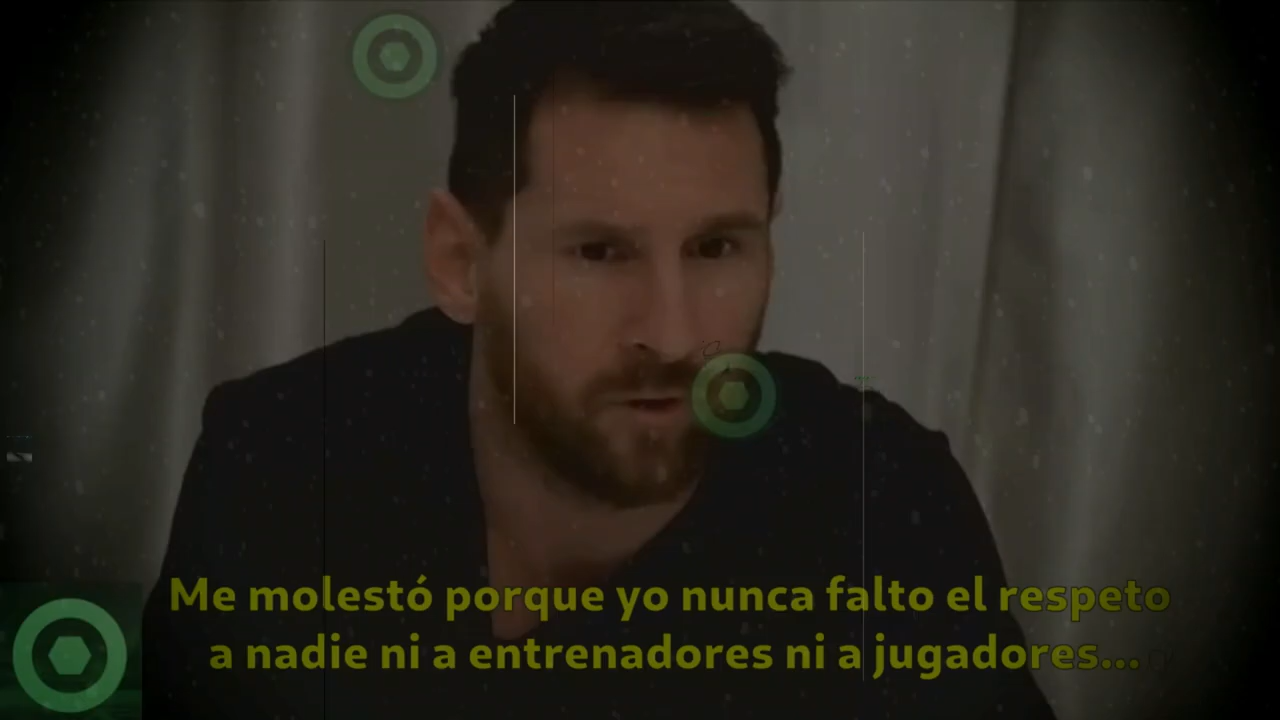 Me molestó porque yo nunca falto el respeto
a nadie ni a entrenadores ni a jugadores...